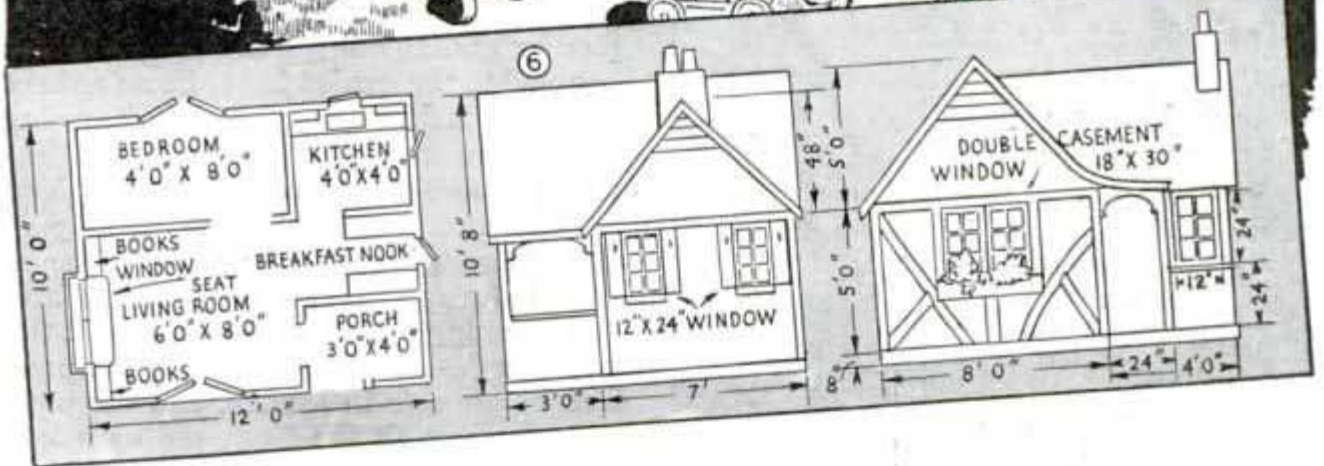 6
BEDROOM
4'0" X 8'0"
KITCHEN
4'0"X4'0"
BOOKS
WINDOW
SEAT
BREAKFAST NOOK
LIVING ROOM
6'0" X 8'0"
PORCH
3'0"X4'0"
BOOKS
10'0"
12'0"
10'8"
48"
12"X24"WINDOW
3'0"
7'
5'0"
DOUBLE CASEMENT
WINDOW 18"X 30"
5'0"
24"
12"
24"
8"
8'0"
24"
4'0"